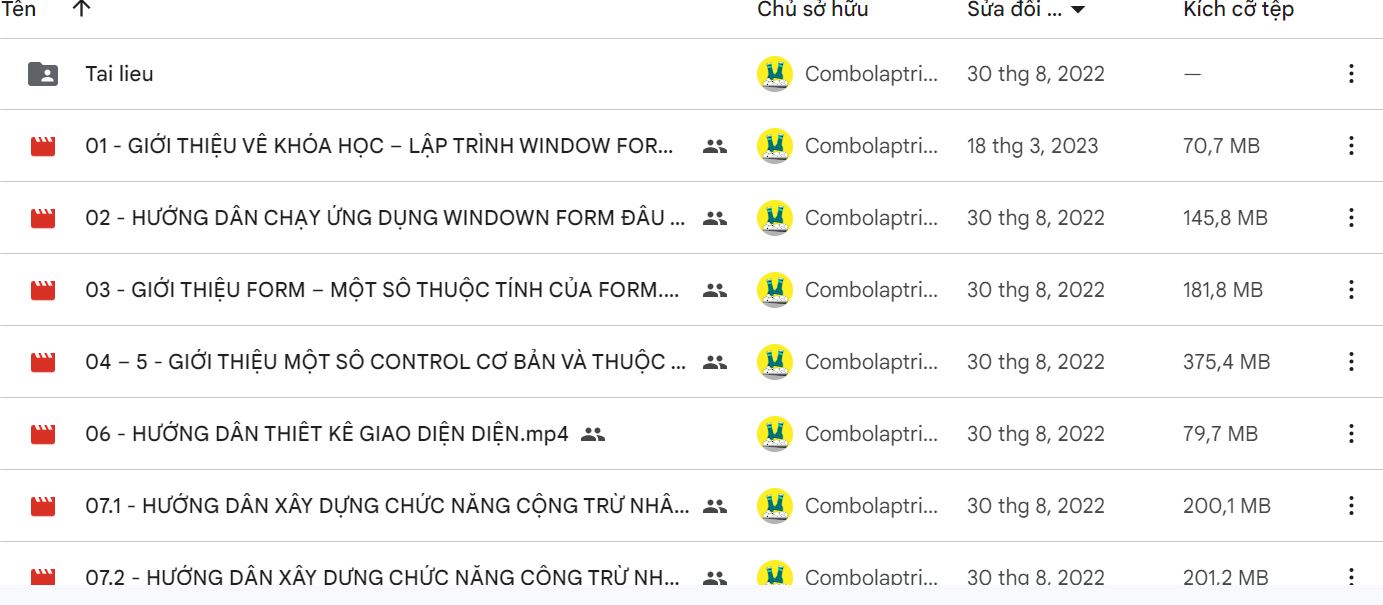 Tên Chủ sở hữu Sửa đổi ... Kích cỡ tệp
Tai lieu Combolaptri... 30 thg 8, 2022 —
01 - GIỚI THIỆU VỀ KHÓA HỌC – LẬP TRÌNH WINDOW FOR... Combolaptri... 18 thg 3, 2023 70,7 MB
02 - HƯỚNG DẪN CHẠY ỨNG DỤNG WINDOWN FORM ĐẦU ... Combolaptri... 30 thg 8, 2022 145,8 MB
03 - GIỚI THIỆU FORM – MỘT SỐ THUỘC TÍNH CỦA FORM.... Combolaptri... 30 thg 8, 2022 181,8 MB
04 – 5 - GIỚI THIỆU MỘT SỐ CONTROL CƠ BẢN VÀ THUỘC ... Combolaptri... 30 thg 8, 2022 375,4 MB
06 - HƯỚNG DẪN THIẾT KẾ GIAO DIỆN DIỆN.mp4 Combolaptri... 30 thg 8, 2022 79,7 MB
07.1 - HƯỚNG DẪN XÂY DỰNG CHỨC NĂNG CỘNG TRỪ NHÂ... Combolaptri... 30 thg 8, 2022 200,1 MB
07.2 - HƯỚNG DẪN XÂY DỰNG CHỨC NĂNG CỘNG TRỪ NH... Combolaptri... 30 thg 8, 2022 201,2 MB